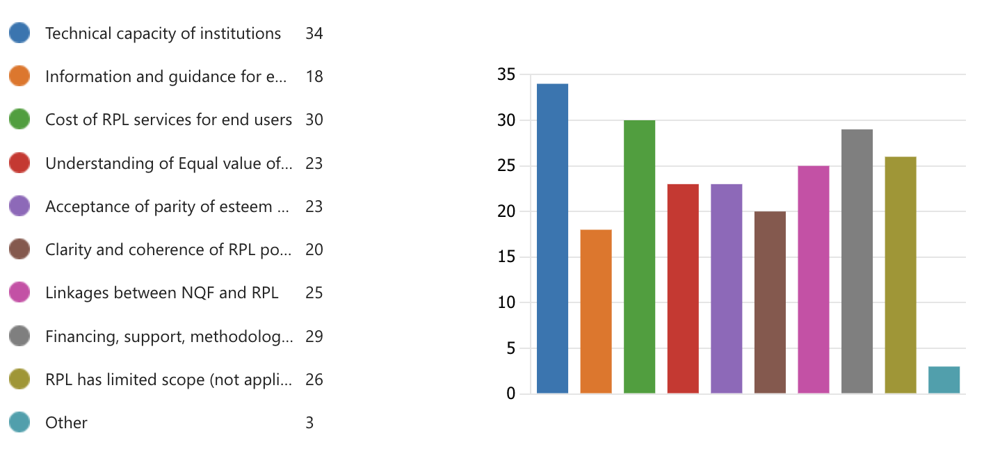 Technical capacity of institutions 34
Information and guidance for e... 18
Cost of RPL services for end users 30
Understanding of Equal value of... 23
Acceptance of parity of esteem ... 23
Clarity and coherence of RPL po... 20
Linkages between NQF and RPL 25
Financing, support, methodolog... 29
RPL has limited scope (not appli... 26
Other 3
35
30
25
20
15
10
5
0